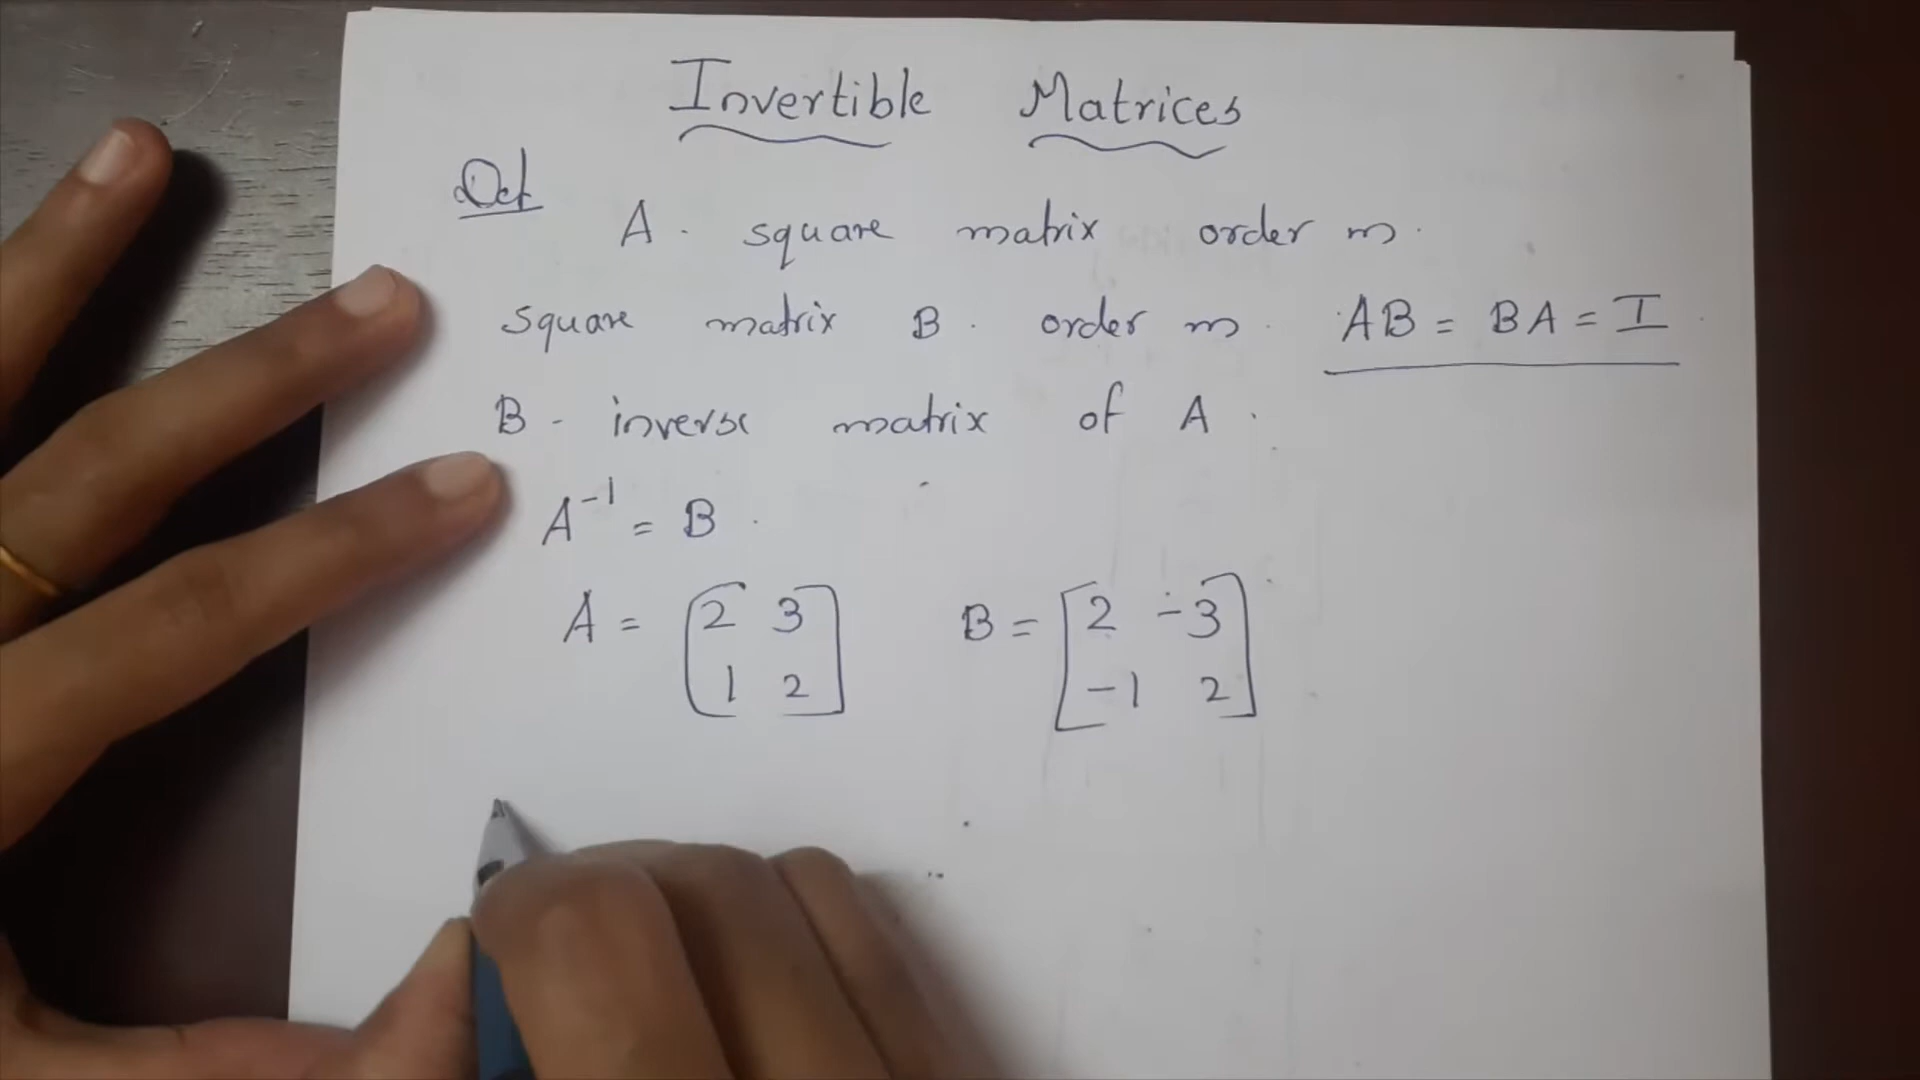 Invertible Matrices
Def
A. square matrix order m.
square matrix B. order m. AB = BA = I.
B - inverse matrix of A.
A⁻¹ = B.
A = [2 3 B = [2 -3
1 2] -1 2]